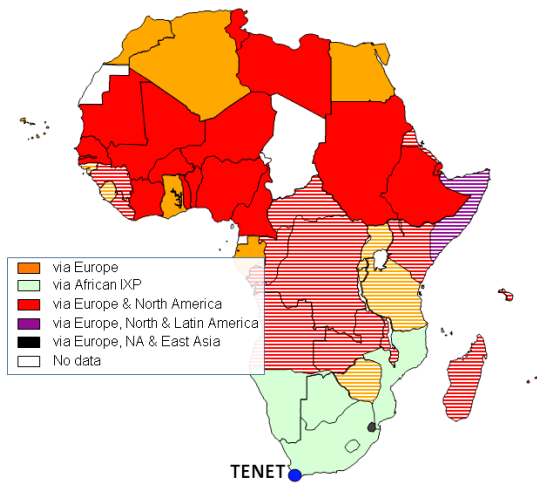 via Europe
via African IXP
via Europe & North America
via Europe, North & Latin America
via Europe, NA & East Asia
No data
TENET